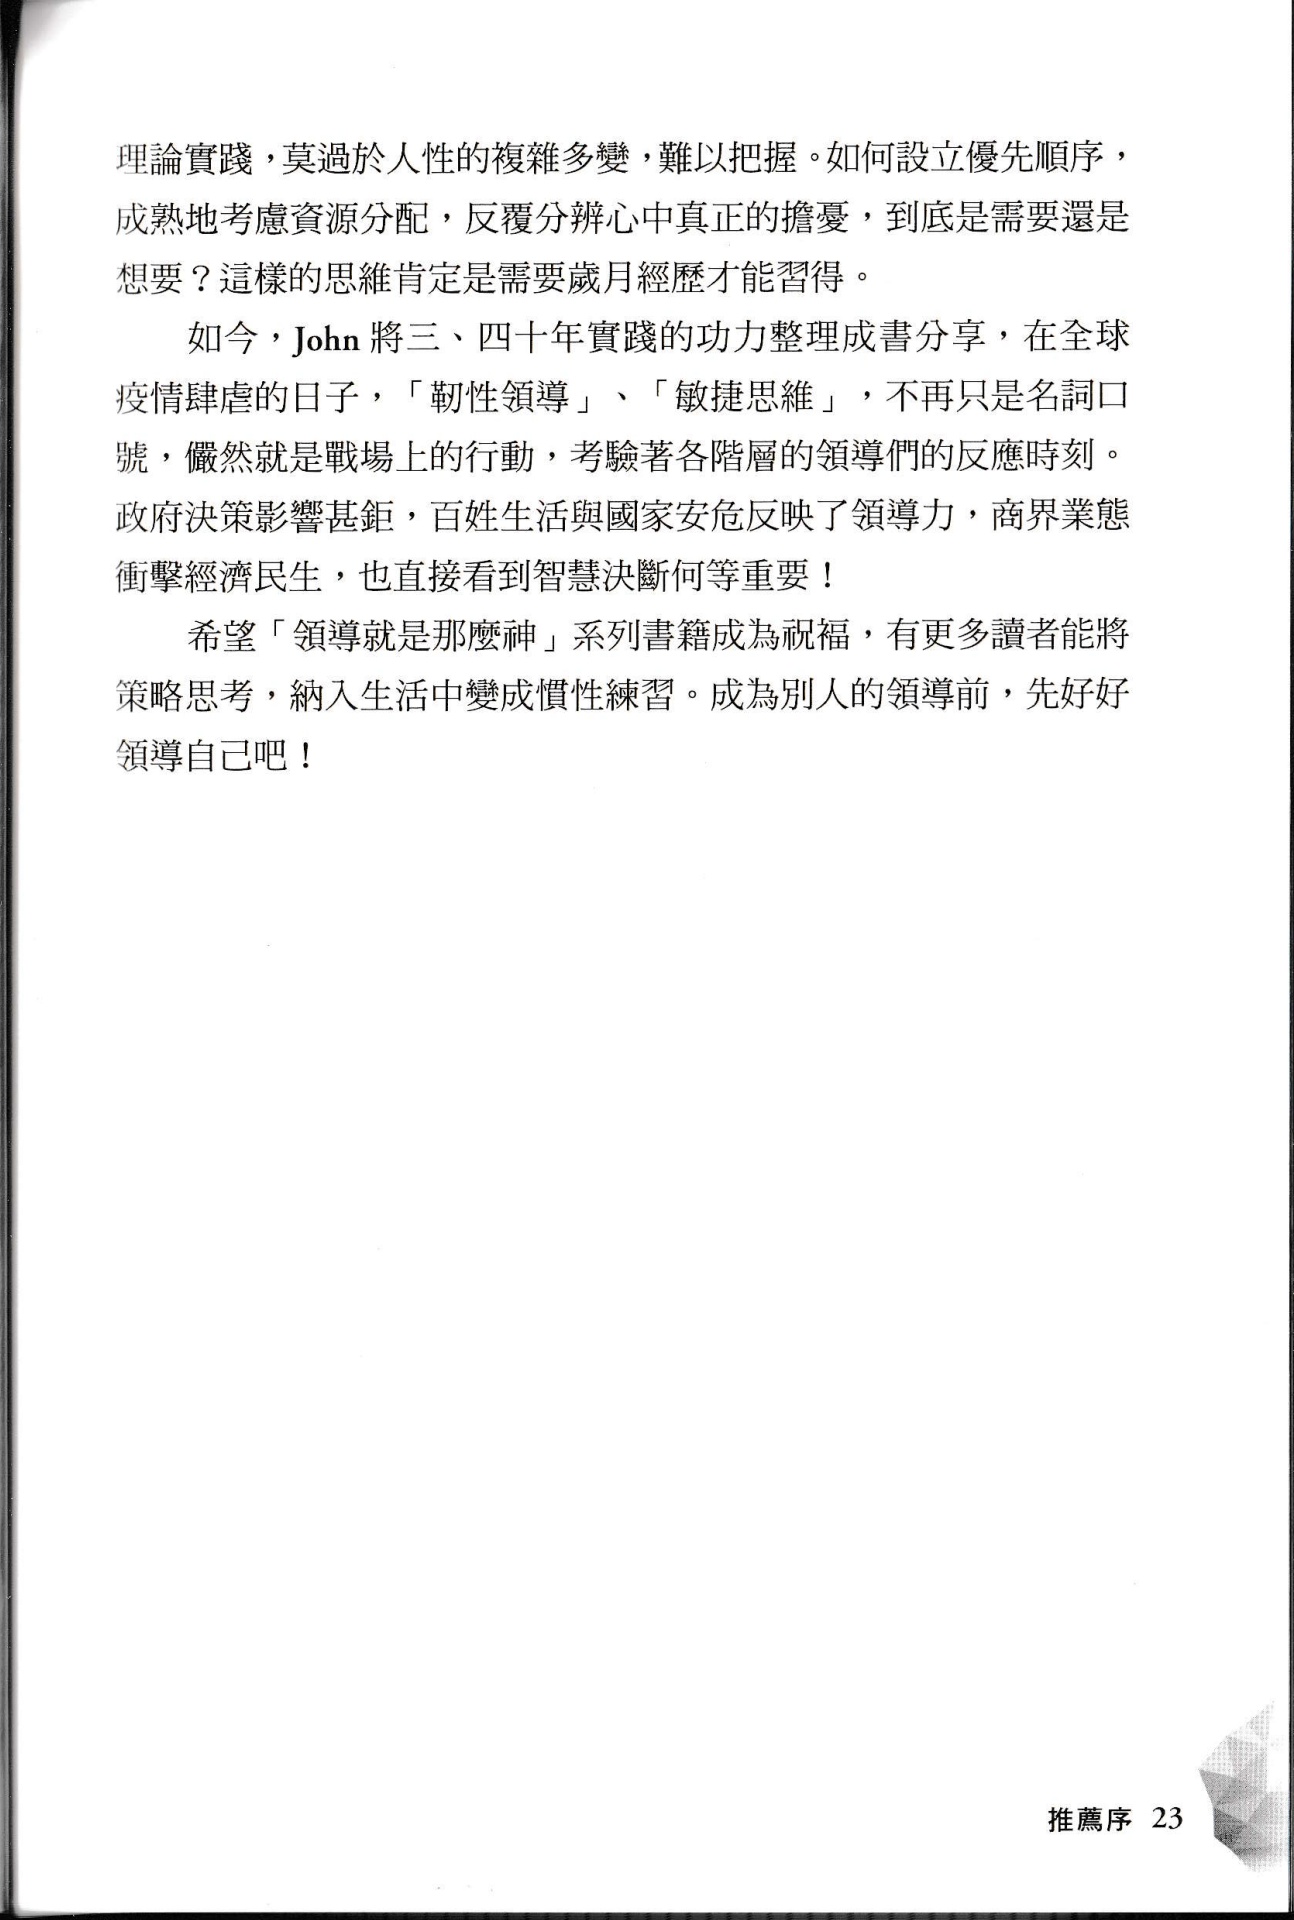 理論實踐，莫過於人性的複雜多變，難以把握。如何設立優先順序，
成熟地考慮資源分配，反覆分辨心中真正的擔憂，到底是需要還是
想要？這樣的思維肯定是需要歲月經歷才能習得。
如今，John 將三、四十年實踐的功力整理成書分享，在全球
疫情肆虐的日子，「韌性領導」、「敏捷思維」，不再只是名詞口
號，儼然就是戰場上的行動，考驗著各階層的領導們的反應時刻。
政府決策影響甚鉅，百姓生活與國家安危反映了領導力，商界業態
衝擊經濟民生，也直接看到智慧決斷何等重要！
希望「領導就是那麼神」系列書籍成為祝福，有更多讀者能將
策略思考，納入生活中變成慣性練習。成為別人的領導前，先好好
領導自己吧！
推薦序 23